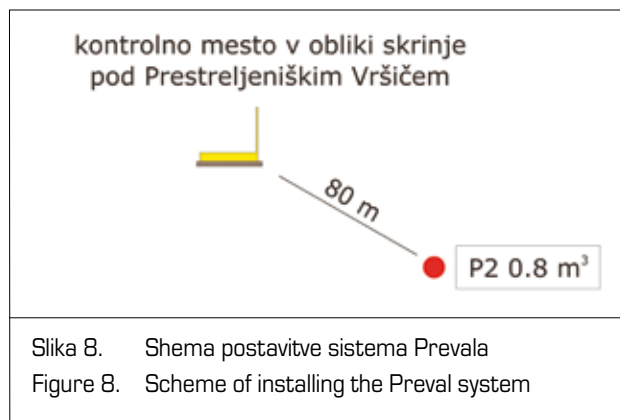 kontrolno mesto v obliki skrinje
pod Prestreljeniškim Vršičem
80 m
P2 0.8 m³
Slika 8. Shema postavitve sistema Prevala
Figure 8. Scheme of installing the Preval system